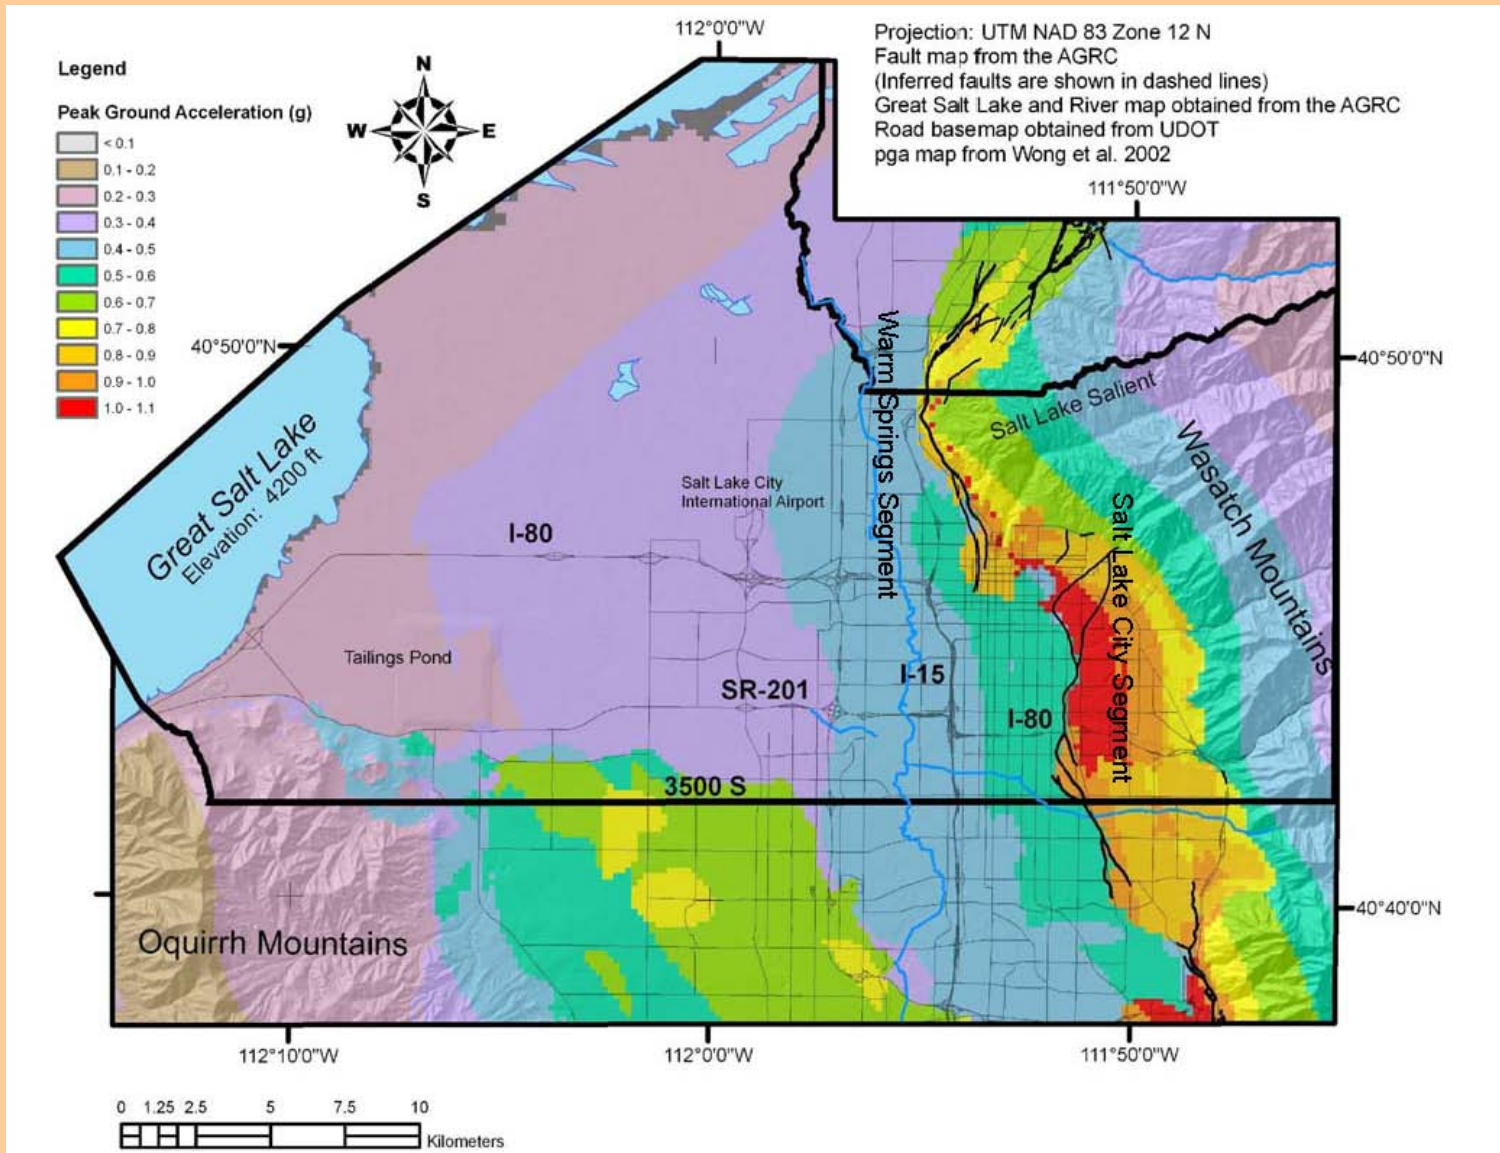 112°0'0"W
Projection: UTM NAD 83 Zone 12 N
Fault map from the AGRC
(Inferred faults are shown in dashed lines)
Great Salt Lake and River map obtained from the AGRC
Road basemap obtained from UDOT
pga map from Wong et al. 2002
Legend
Peak Ground Acceleration (g)
< 0.1
0.1 - 0.2
0.2 - 0.3
0.3 - 0.4
0.4 - 0.5
0.5 - 0.6
0.6 - 0.7
0.7 - 0.8
0.8 - 0.9
0.9 - 1.0
1.0 - 1.1
N
W
E
S
111°50'0"W
40°50'0"N
40°50'0"N
Great Salt Lake
Elevation: 4200 ft
Warm Springs Segment
Salt Lake Salient
Wasatch Mountains
Salt Lake City
International Airport
I-80
Salt Lake City Segment
Tailings Pond
SR-201
I-15
I-80
3500 S
Oquirrh Mountains
40°40'0"N
112°10'0"W
112°0'0"W
111°50'0"W
0 1.25 2.5 5 7.5 10
Kilometers